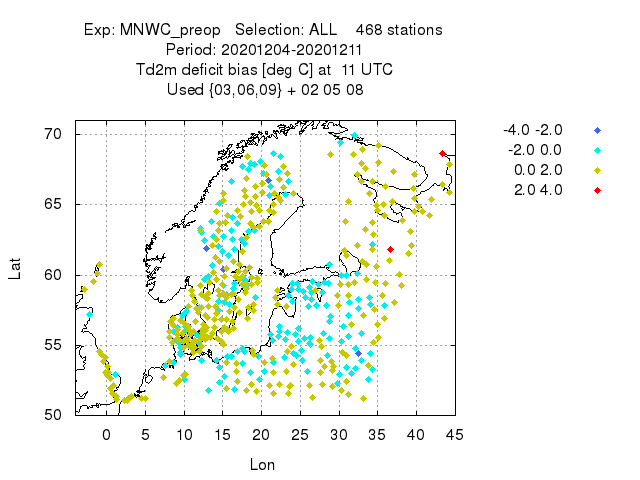 Exp: MNWC_preop   Selection: ALL    468 stations
Period: 20201204-20201211
Td2m deficit bias [deg C] at  11 UTC
Used {03,06,09} + 02 05 08
-4.0 -2.0
-2.0 0.0
0.0 2.0
2.0 4.0
70
65
60
55
50
Lat
0 5 10 15 20 25 30 35 40 45
Lon